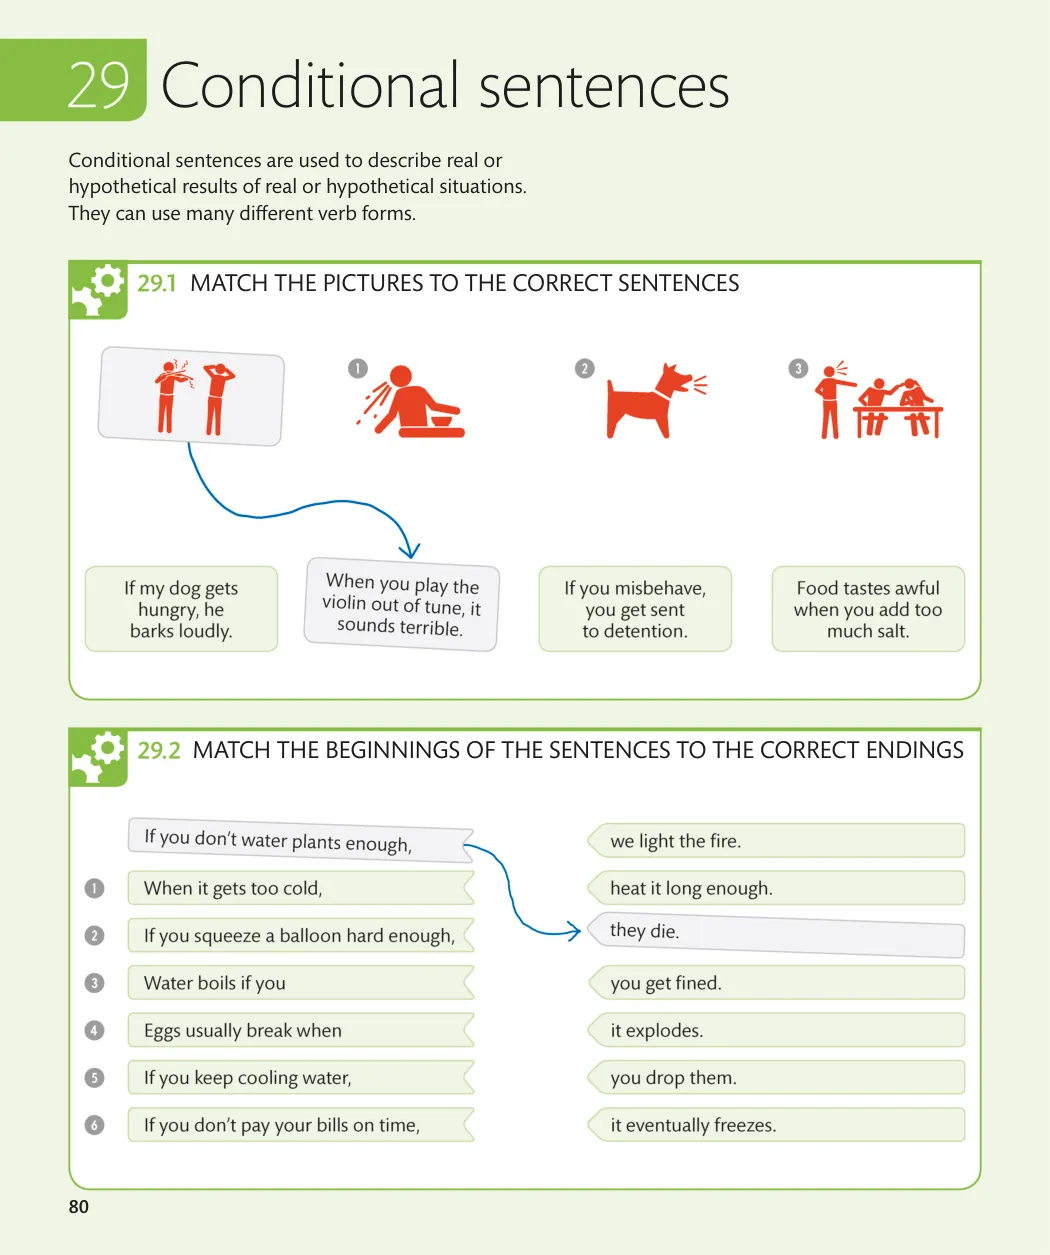 29 Conditional sentences
Conditional sentences are used to describe real or
hypothetical results of real or hypothetical situations.
They can use many different verb forms.
29.1 MATCH THE PICTURES TO THE CORRECT SENTENCES
1
2
3
If my dog gets
hungry, he
barks loudly.
When you play the
violin out of tune, it
sounds terrible.
If you misbehave,
you get sent
to detention.
Food tastes awful
when you add too
much salt.
29.2 MATCH THE BEGINNINGS OF THE SENTENCES TO THE CORRECT ENDINGS
If you don’t water plants enough,
we light the fire.
1 When it gets too cold,
heat it long enough.
2 If you squeeze a balloon hard enough,
they die.
3 Water boils if you
you get fined.
4 Eggs usually break when
it explodes.
5 If you keep cooling water,
you drop them.
6 If you don’t pay your bills on time,
it eventually freezes.
80